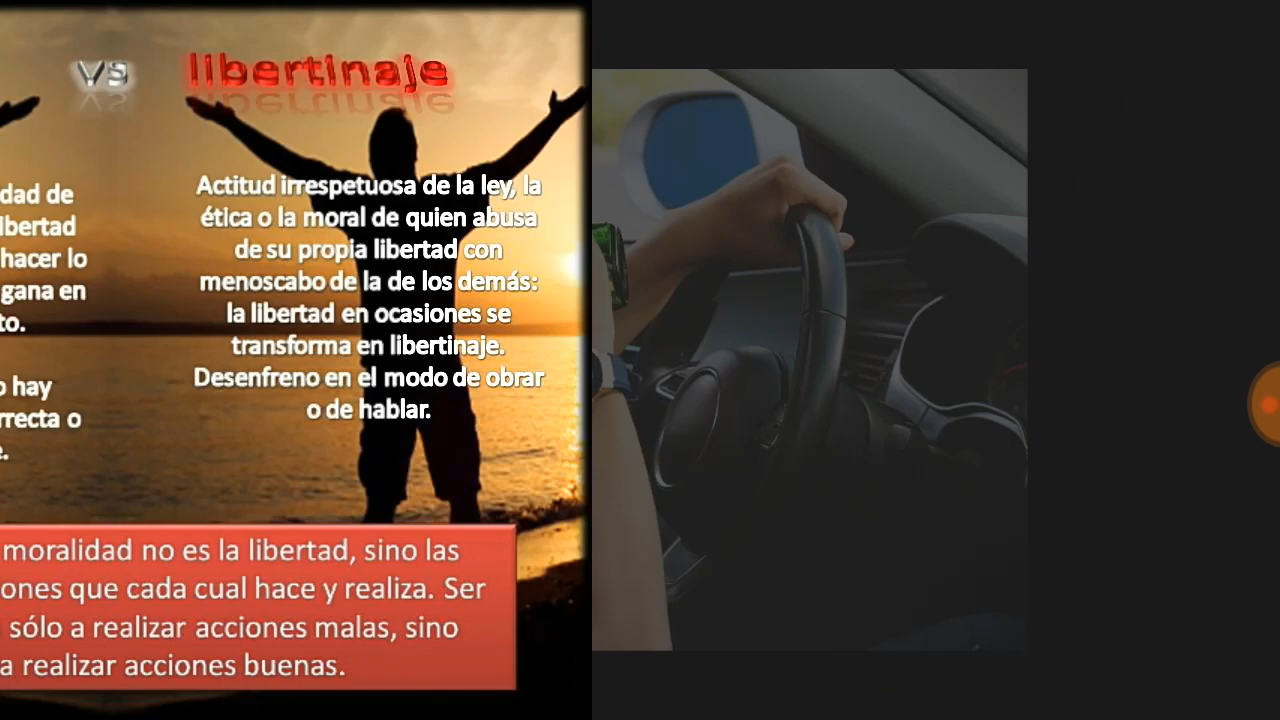 vs libertinaje
dad de
hacer lo
gana en
to.
hay
Actitud irrespetuosa de la ley, la
ética o la moral de quien abusa
de su propia libertad con
menoscabo de la de los demás:
la libertad en ocasiones se
transforma en libertinaje.
Desenfreno en el modo de obrar
o de hablar.
moralidad no es la libertad, sino las
ones que cada cual hace y realiza. Ser
sólo a realizar acciones malas, sino
a realizar acciones buenas.